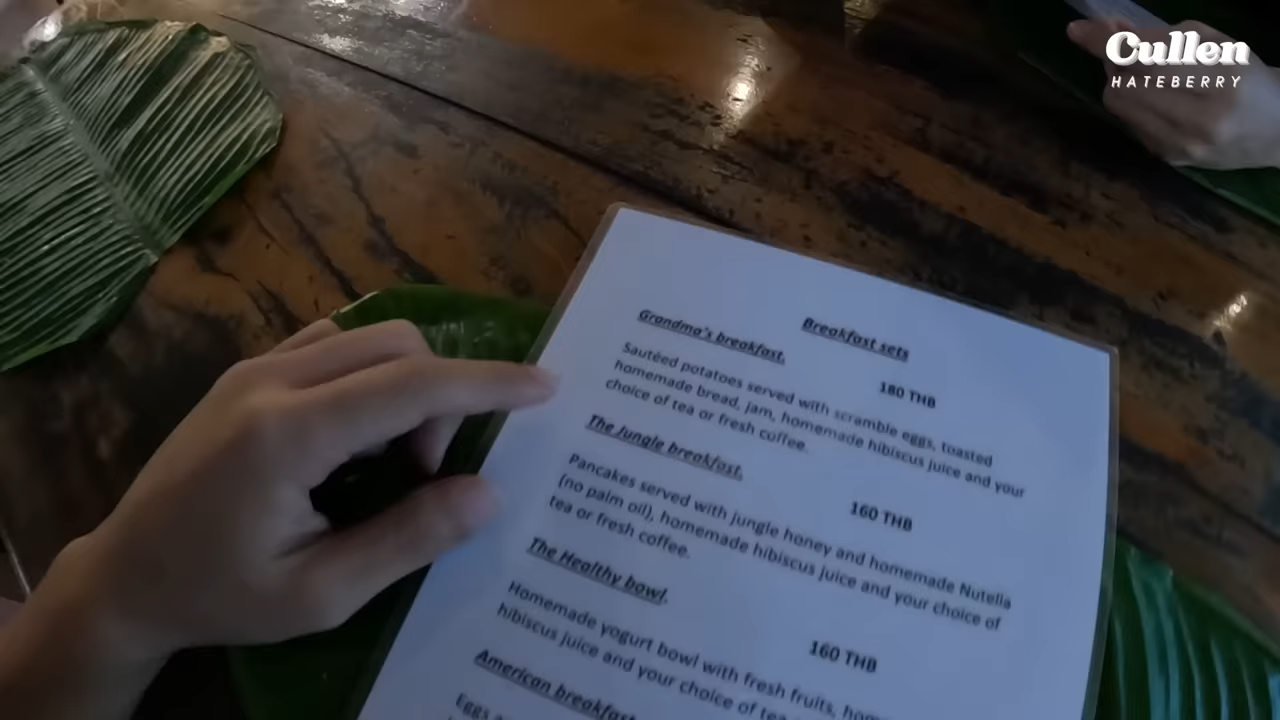 Cullen
HATEBERRY
Breakfast sets
Grandma's breakfast.
180 THB
Sautéed potatoes served with scramble eggs, toasted
homemade bread, jam, homemade hibiscus juice and your
choice of tea or fresh coffee.
The Jungle breakfast.
160 THB
Pancakes served with jungle honey and homemade Nutella
(no palm oil), homemade hibiscus juice and your choice of
tea or fresh coffee.
The Healthy bowl.
160 THB
Homemade yogurt bowl with fresh fruits,
hibiscus juice and your choice of tea
American breakfast
Eggs